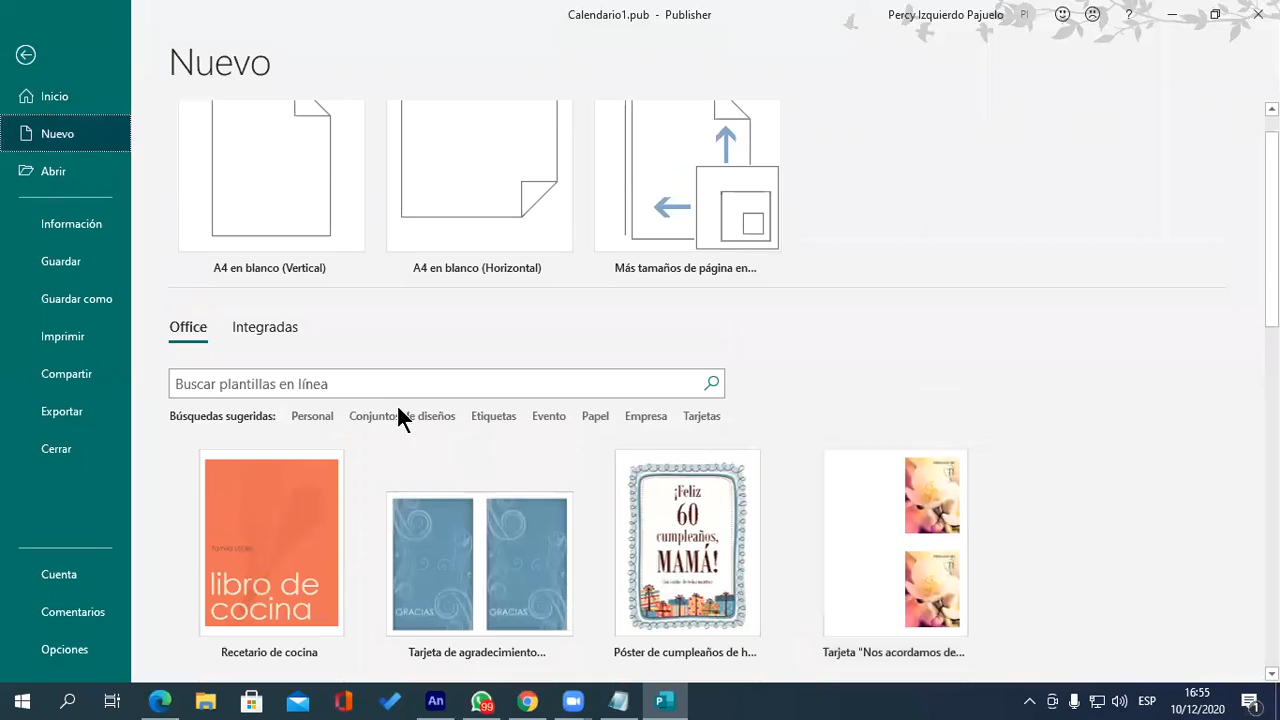 Calendario1.pub - Publisher
Percy Izquierdo Pajuelo
PI
?
Nuevo
Inicio
Nuevo
Abrir
Información
Guardar
Guardar como
Imprimir
Compartir
Exportar
Cerrar
Cuenta
Comentarios
Opciones
A4 en blanco (Vertical)
A4 en blanco (Horizontal)
Más tamaños de página en...
Office
Integradas
Buscar plantillas en línea
Búsquedas sugeridas: Personal Conjuntos de diseños Etiquetas Evento Papel Empresa Tarjetas
libro de
cocina
GRACIAS
GRACIAS
¡Feliz
60
cumpleaños,
MAMÁ!
Recetario de cocina
Tarjeta de agradecimiento...
Póster de cumpleaños de h...
Tarjeta "Nos acordamos de...
An
99
ESP
16:55
10/12/2020
1